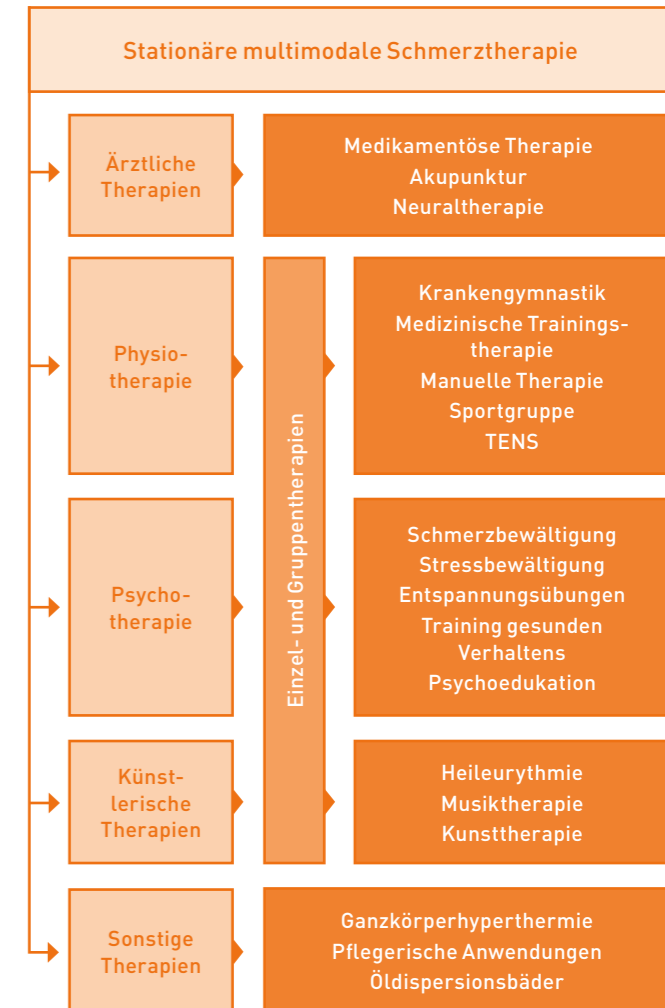 Stationäre multimodale Schmerztherapie
Ärztliche
Therapien
Medikamentöse Therapie
Akupunktur
Neuraltherapie
Physio-
therapie
Einzel- und Gruppentherapien
Krankengymnastik
Medizinische Trainings-
therapie
Manuelle Therapie
Sportgruppe
TENS
Psycho-
therapie
Schmerzbewältigung
Stressbewältigung
Entspannungsübungen
Training gesunden
Verhaltens
Psychoedukation
Künst-
lerische
Therapien
Heileurythmie
Musiktherapie
Kunsttherapie
Sonstige
Therapien
Ganzkörperhyperthermie
Pflegerische Anwendungen
Öldispersionsbäder